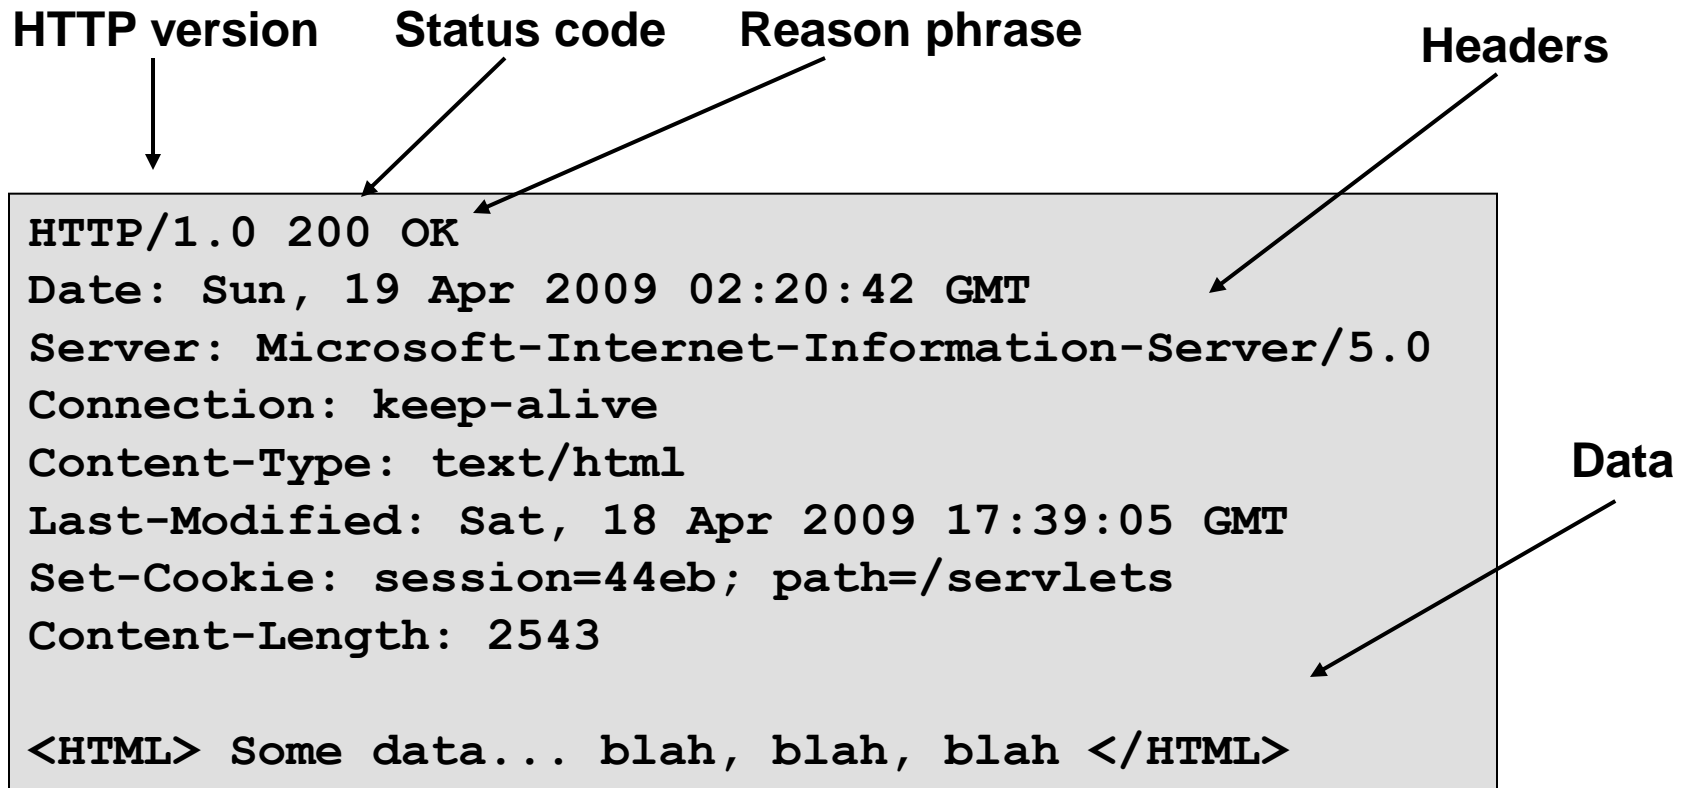 HTTP version Status code Reason phrase Headers
HTTP/1.0 200 OK
Date: Sun, 19 Apr 2009 02:20:42 GMT
Server: Microsoft-Internet-Information-Server/5.0
Connection: keep-alive
Content-Type: text/html
Data
Last-Modified: Sat, 18 Apr 2009 17:39:05 GMT
Set-Cookie: session=44eb; path=/servlets
Content-Length: 2543
<HTML> Some data... blah, blah, blah </HTML>